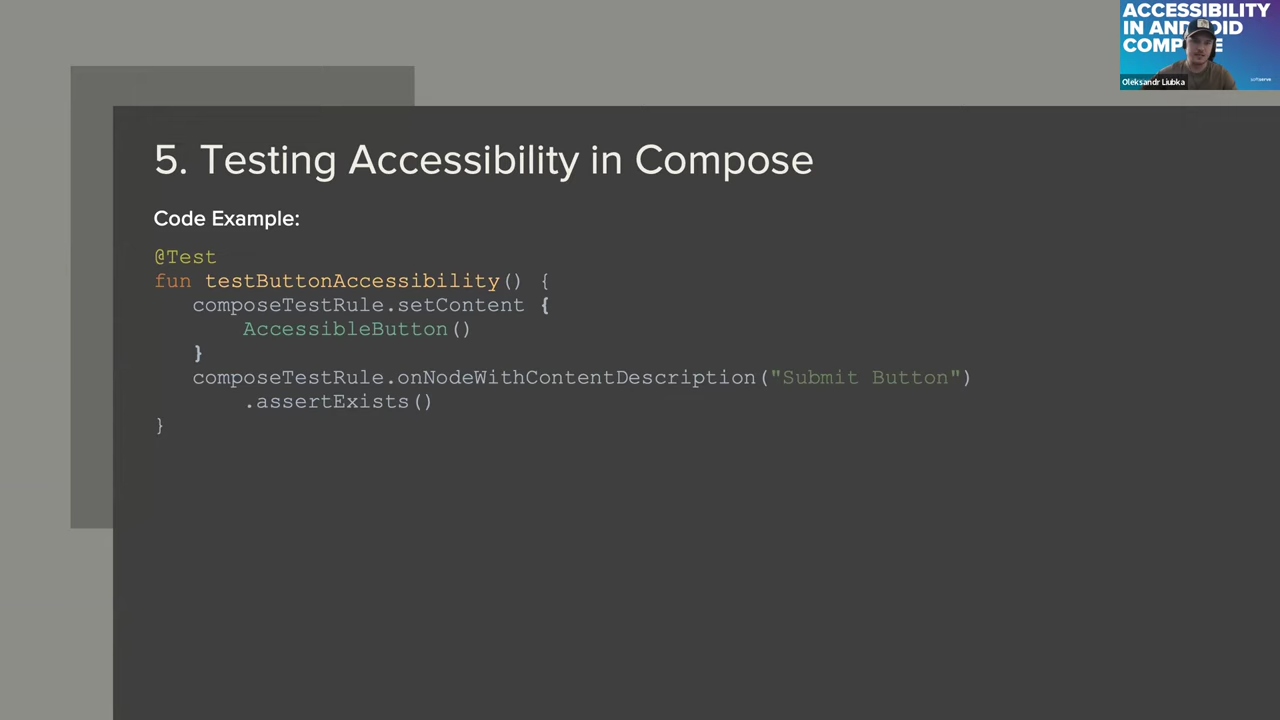 ACCESSIBILITY
IN ANDROID
COMPOSE
Oleksandr Liubka
softserve
5. Testing Accessibility in Compose
Code Example:
@Test
fun testButtonAccessibility() {
composeTestRule.setContent {
AccessibleButton()
}
composeTestRule.onNodeWithContentDescription("Submit Button")
.assertExists()
}